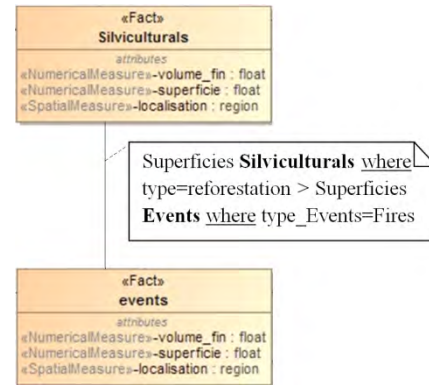 «Fact»
Silviculturals
attributes
«NumericalMeasure»-volume_fin : float
«NumericalMeasure»-superficie : float
«SpatialMeasure»-localisation : region
Superficies Silviculturals where
type=reforestation > Superficies
Events where type_Events=Fires
«Fact»
events
attributes
«NumericalMeasure»-volume_fin : float
«NumericalMeasure»-superficie : float
«SpatialMeasure»-localisation : region